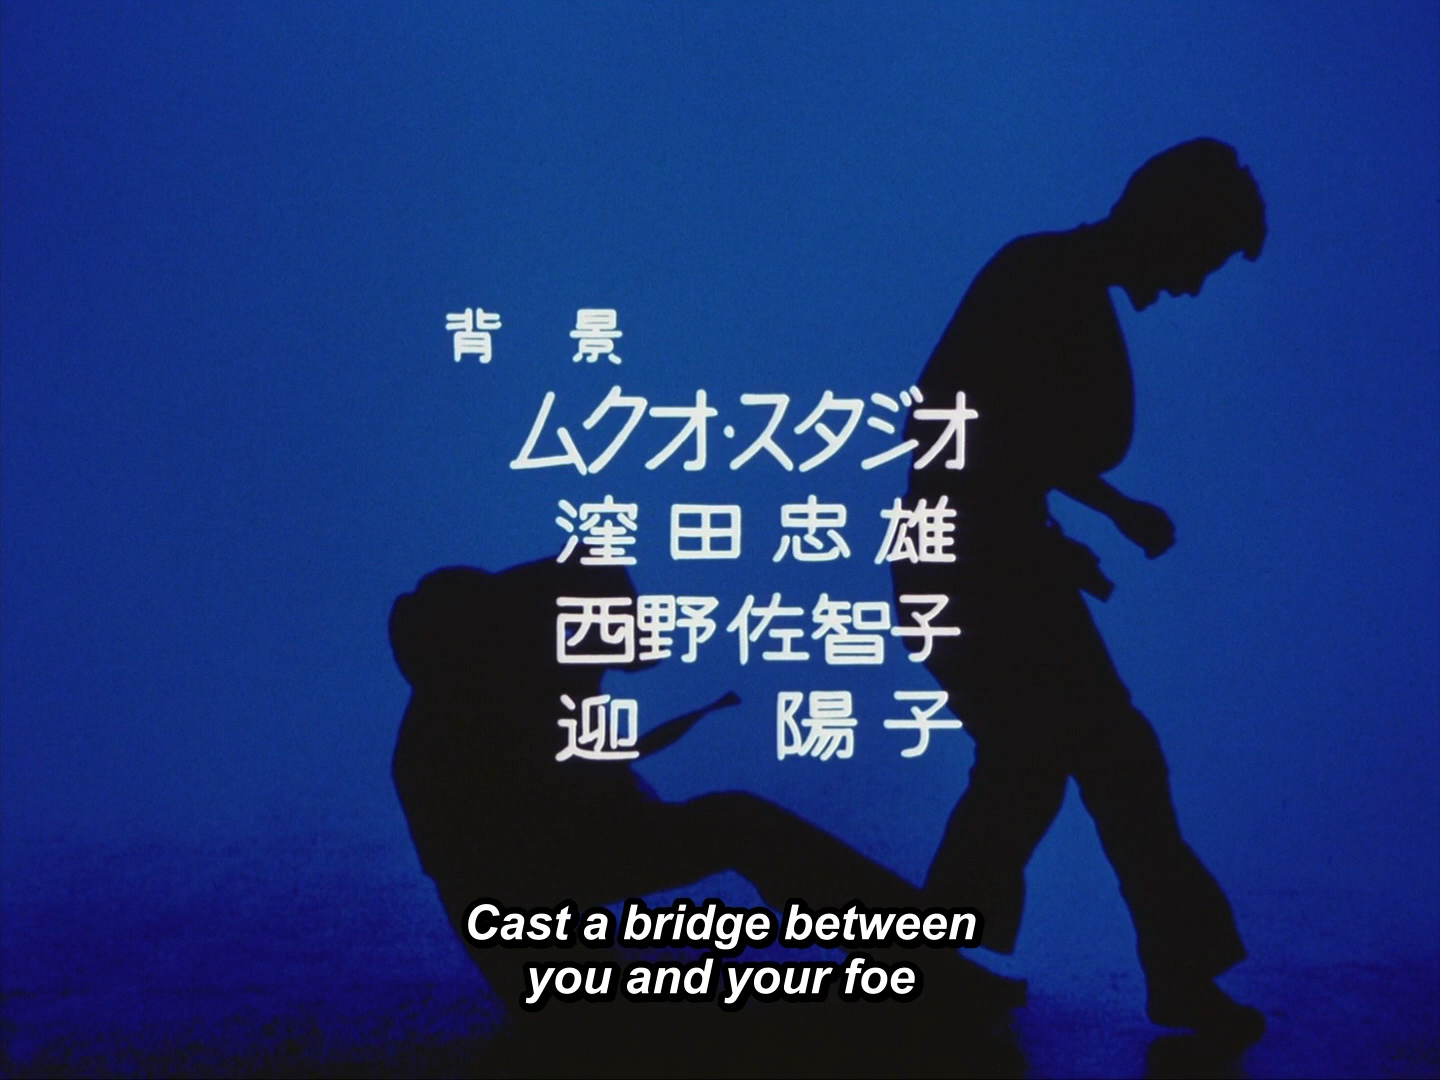 背景
ムクオ・スタジオ
窪田忠雄
西野佐智子
迎陽子
Cast a bridge between
you and your foe